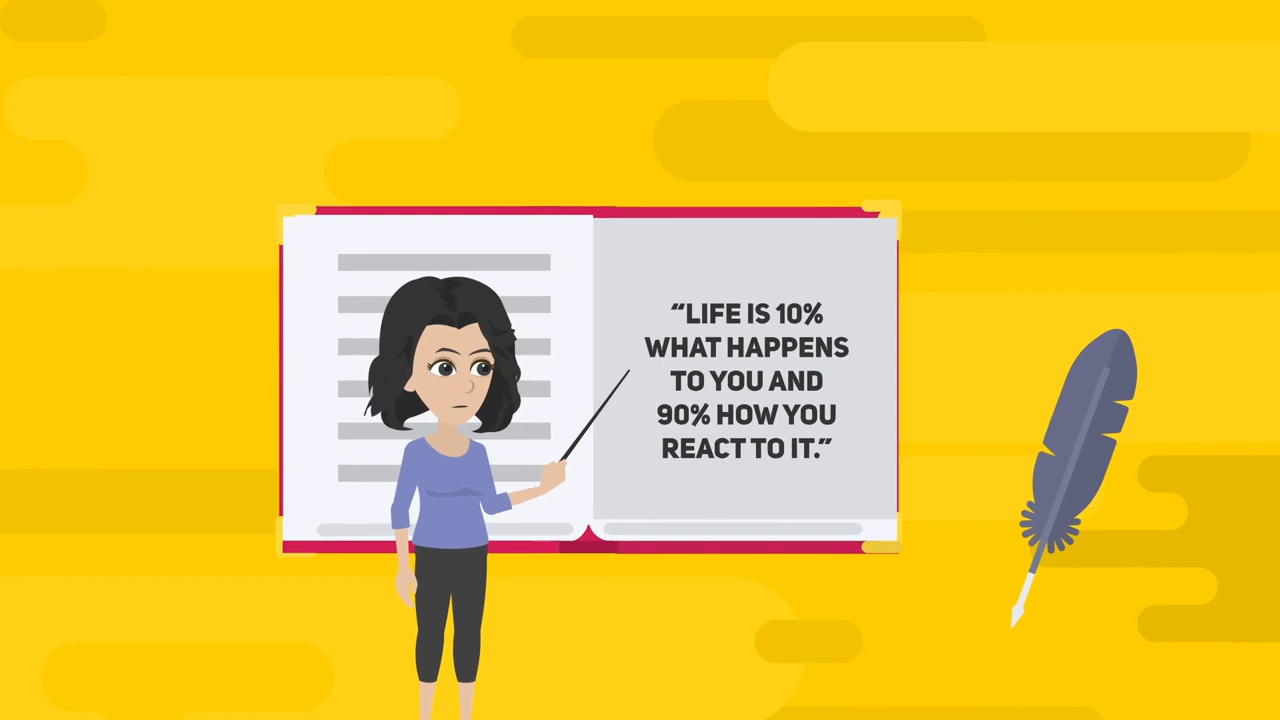 “LIFE IS 10%
WHAT HAPPENS
TO YOU AND
90% HOW YOU
REACT TO IT.”